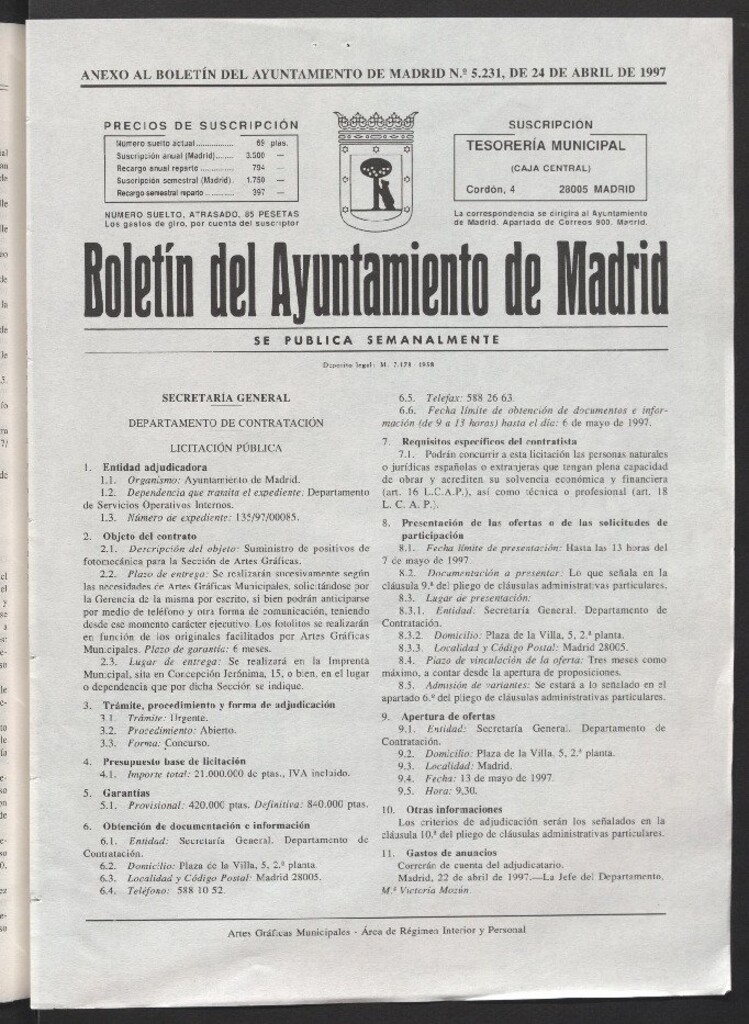 ANEXO AL BOLETÍN DEL AYUNTAMIENTO DE MADRID N.º 5.231, DE 24 DE ABRIL DE 1997
PRECIOS DE SUSCRIPCIÓN
Número suelto actual................ 65 ptas.
Suscripción anual (Madrid)....... 3.500 —
Recargo anual reparto ............. 794 —
Suscripción semestral (Madrid). 1.750 —
Recargo semestral reparto .......... 397 —
NÚMERO SUELTO, ATRASADO, 85 PESETAS
Los gastos de giro, por cuenta del suscriptor
SUSCRIPCIÓN
TESORERÍA MUNICIPAL
(CAJA CENTRAL)
Cordón, 4 28005 MADRID
La correspondencia se dirigirá al Ayuntamiento
de Madrid. Apartado de Correos 900. Madrid.
Boletín del Ayuntamiento de Madrid
SE PUBLICA SEMANALMENTE
Depósito legal: M. 7.178 - 1958
SECRETARÍA GENERAL
DEPARTAMENTO DE CONTRATACIÓN
LICITACIÓN PÚBLICA
1. Entidad adjudicadora
1.1. Organismo: Ayuntamiento de Madrid.
1.2. Dependencia que tramita el expediente: Departamento
de Servicios Operativos Internos.
1.3. Número de expediente: 135/97/00085.
2. Objeto del contrato
2.1. Descripción del objeto: Suministro de positivos de
fotomecánica para la Sección de Artes Gráficas.
2.2. Plazo de entrega: Se realizarán sucesivamente según
las necesidades de Artes Gráficas Municipales, solicitándose por
la Gerencia de la misma por escrito, si bien podrán anticiparse
por medio de teléfono y otra forma de comunicación, teniendo
desde ese momento carácter ejecutivo. Los fotolitos se realizarán
en función de los originales facilitados por Artes Gráficas
Municipales. Plazo de garantía: 6 meses.
2.3. Lugar de entrega: Se realizará en la Imprenta
Municipal, sita en Concepción Jerónima, 15, o bien, en el lugar
o dependencia que por dicha Sección se indique.
3. Trámite, procedimiento y forma de adjudicación
3.1. Trámite: Urgente.
3.2. Procedimiento: Abierto.
3.3. Forma: Concurso.
4. Presupuesto base de licitación
4.1. Importe total: 21.000.000 de ptas., IVA incluido.
5. Garantías
5.1. Provisional: 420.000 ptas. Definitiva: 840.000 ptas.
6. Obtención de documentación e información
6.1. Entidad: Secretaría General. Departamento de
Contratación.
6.2. Domicilio: Plaza de la Villa, 5, 2.ª planta.
6.3. Localidad y Código Postal: Madrid 28005.
6.4. Teléfono: 588 10 52.
6.5. Telefax: 588 26 63.
6.6. Fecha límite de obtención de documentos e infor-
mación (de 9 a 13 horas) hasta el día: 6 de mayo de 1997.
7. Requisitos específicos del contratista
7.1. Podrán concurrir a esta licitación las personas naturales
o jurídicas españolas o extranjeras que tengan plena capacidad
de obrar y acrediten su solvencia económica y financiera
(art. 16 L.C.A.P.), así como técnica o profesional (art. 18
L. C. A. P.).
8. Presentación de las ofertas o de las solicitudes de
participación
8.1. Fecha límite de presentación: Hasta las 13 horas del
7 de mayo de 1997.
8.2. Documentación a presentar: Lo que señala en la
cláusula 9.ª del pliego de cláusulas administrativas particulares.
8.3. Lugar de presentación:
8.3.1. Entidad: Secretaría General. Departamento de
Contratación.
8.3.2. Domicilio: Plaza de la Villa, 5, 2.ª planta.
8.3.3. Localidad y Código Postal: Madrid 28005.
8.4. Plazo de vinculación de la oferta: Tres meses como
máximo, a contar desde la apertura de proposiciones.
8.5. Admisión de variantes: Se estará a lo señalado en el
apartado 6.º del pliego de cláusulas administrativas particulares.
9. Apertura de ofertas
9.1. Entidad: Secretaría General. Departamento de
Contratación.
9.2. Domicilio: Plaza de la Villa, 5, 2.ª planta.
9.3. Localidad: Madrid.
9.4. Fecha: 13 de mayo de 1997.
9.5. Hora: 9,30.
10. Otras informaciones
Los criterios de adjudicación serán los señalados en la
cláusula 10.ª del pliego de cláusulas administrativas particulares.
11. Gastos de anuncios
Correrán de cuenta del adjudicatario.
Madrid, 22 de abril de 1997.—La Jefe del Departamento,
M.ª Victoria Mozún.
Artes Gráficas Municipales - Área de Régimen Interior y Personal